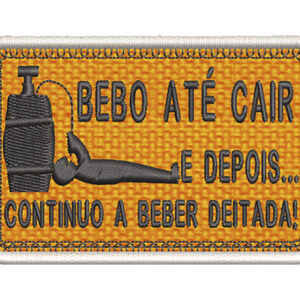 BEBO ATÉ CAIR
E DEPOIS...
CONTINUO A BEBER DEITADA!